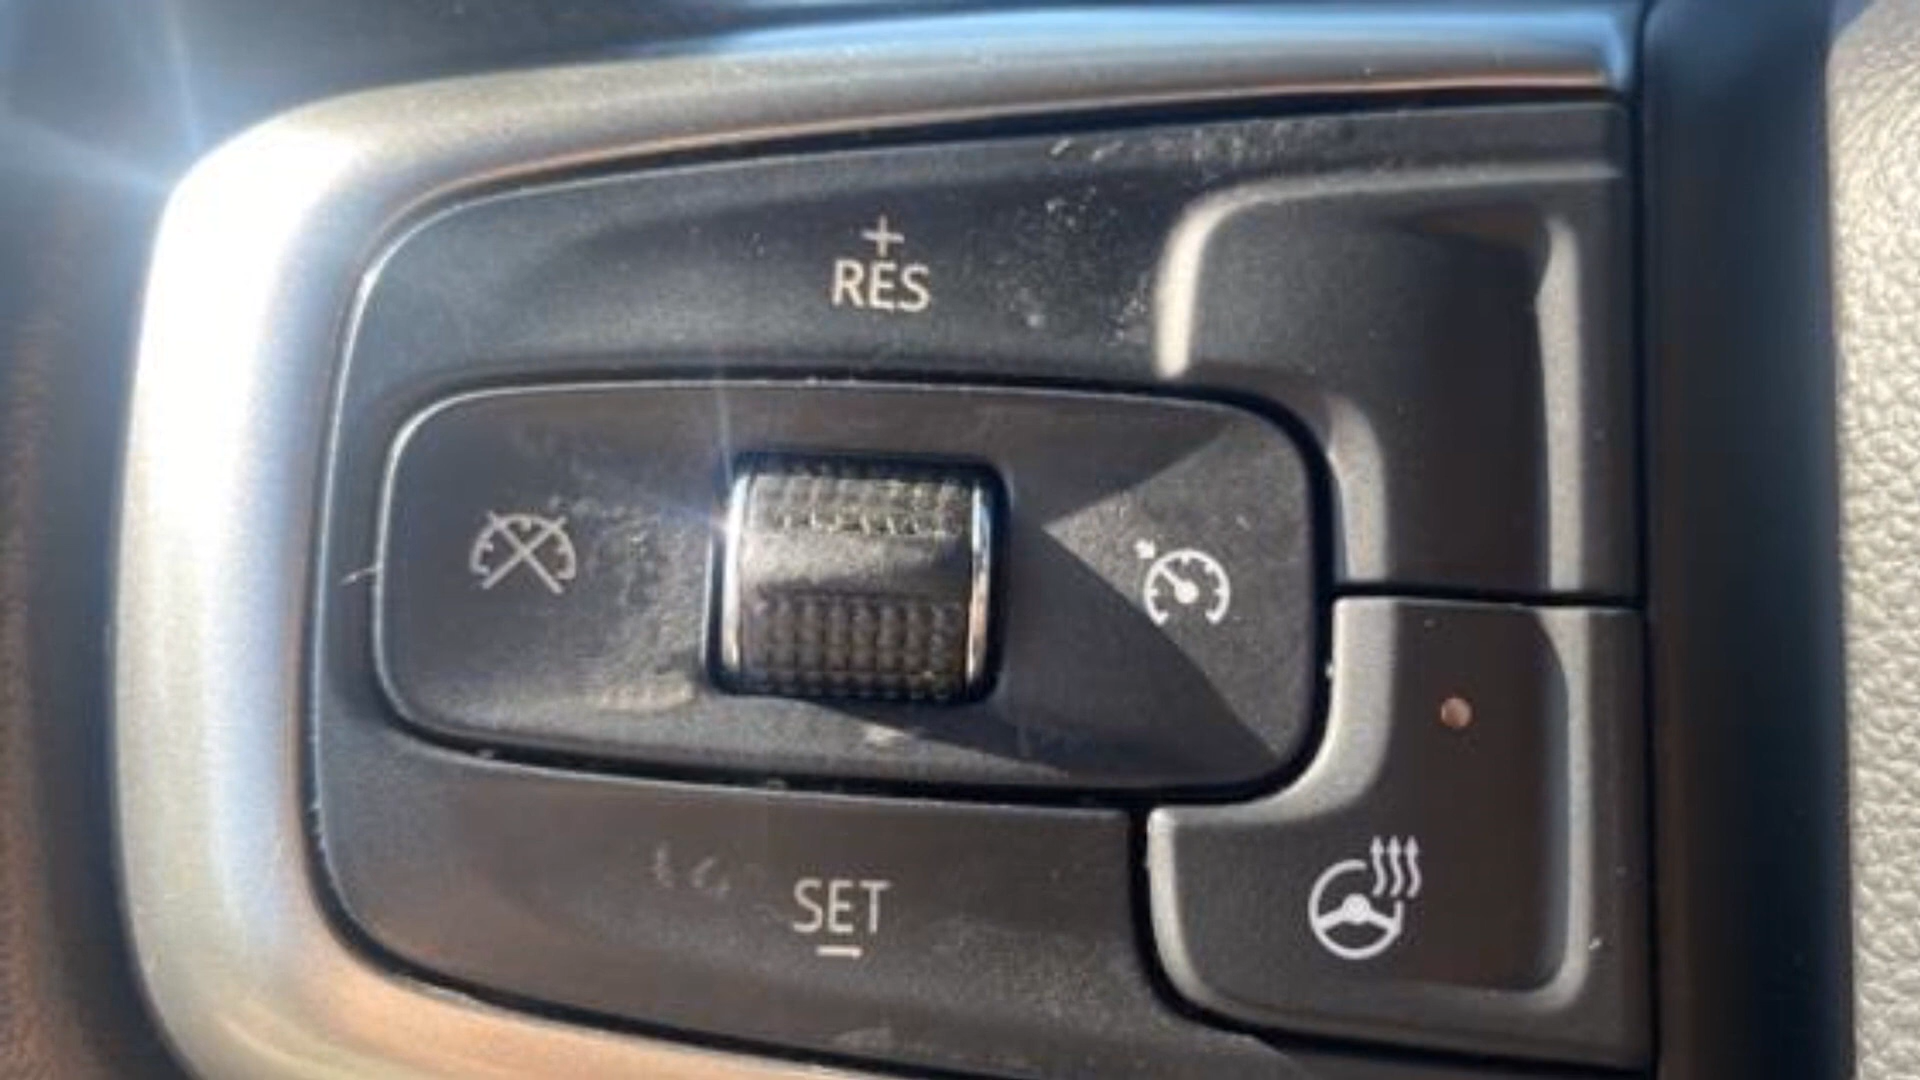 +
RES
SET
–